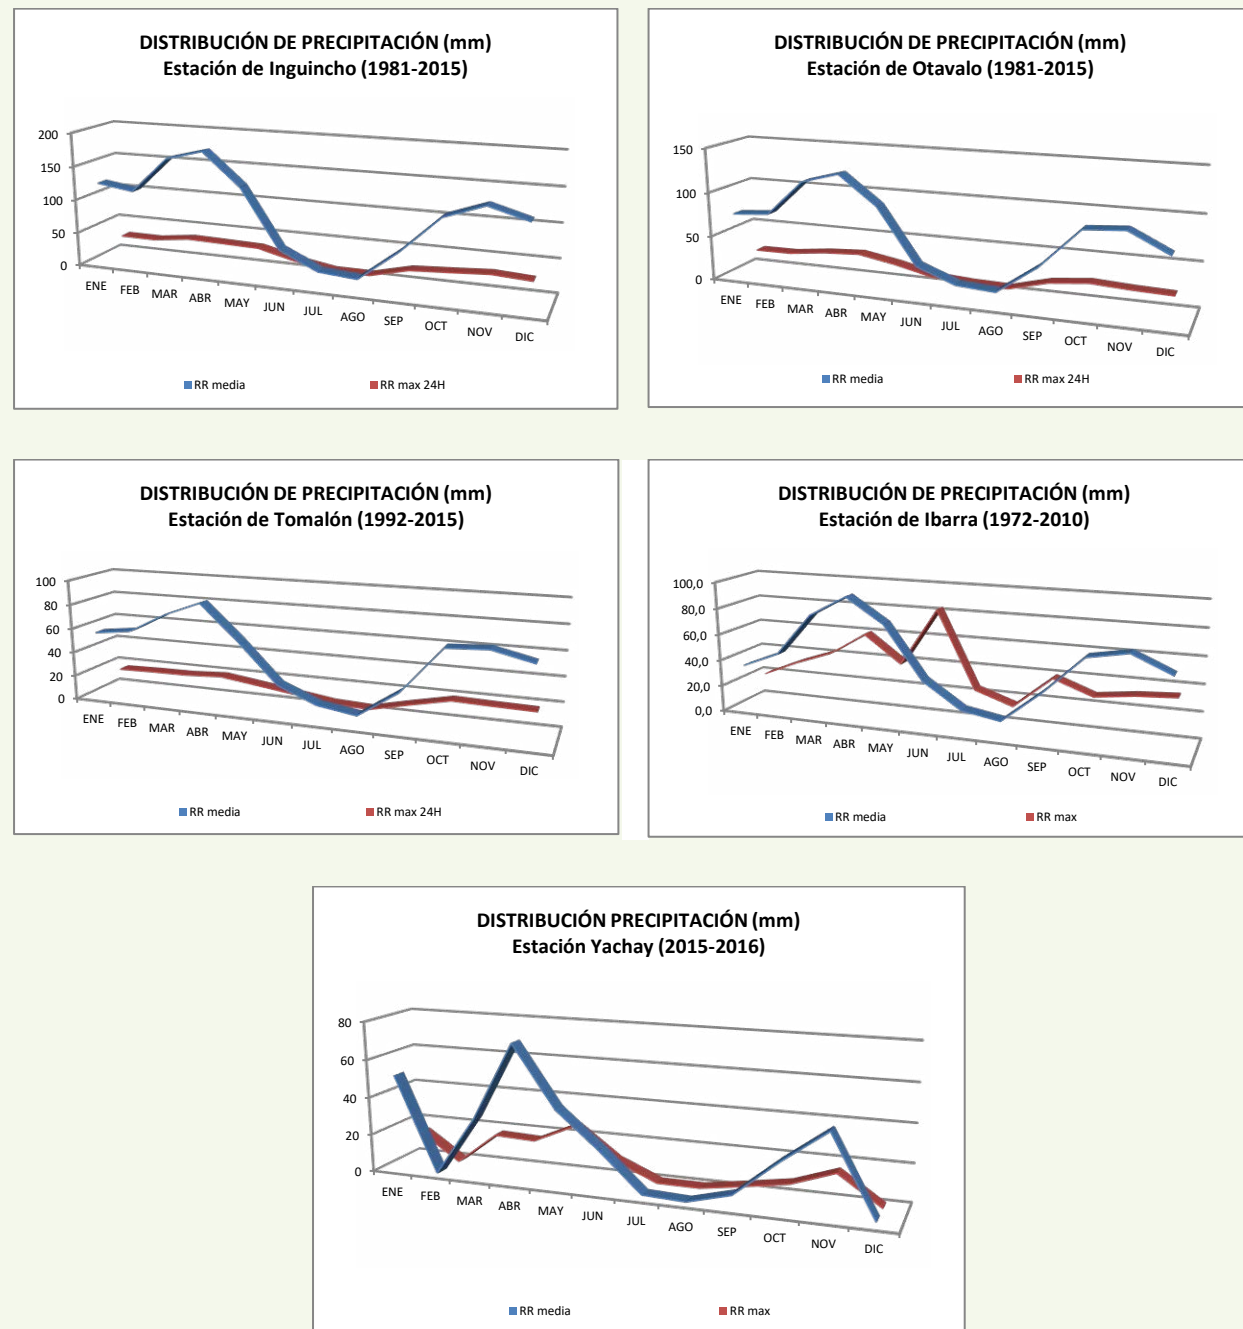 DISTRIBUCIÓN DE PRECIPITACIÓN (mm)
Estación de Inguincho (1981-2015)
200
150
100
50
0
ENE FEB MAR ABR MAY JUN JUL AGO SEP OCT NOV DIC
RR media RR max 24H
DISTRIBUCIÓN DE PRECIPITACIÓN (mm)
Estación de Otavalo (1981-2015)
150
100
50
0
ENE FEB MAR ABR MAY JUN JUL AGO SEP OCT NOV DIC
RR media RR max 24H
DISTRIBUCIÓN DE PRECIPITACIÓN (mm)
Estación de Tomalón (1992-2015)
100
80
60
40
20
0
ENE FEB MAR ABR MAY JUN JUL AGO SEP OCT NOV DIC
RR media RR max 24H
DISTRIBUCIÓN DE PRECIPITACIÓN (mm)
Estación de Ibarra (1972-2010)
100,0
80,0
60,0
40,0
20,0
0,0
ENE FEB MAR ABR MAY JUN JUL AGO SEP OCT NOV DIC
RR media RR max
DISTRIBUCIÓN PRECIPITACIÓN (mm)
Estación Yachay (2015-2016)
80
60
40
20
0
ENE FEB MAR ABR MAY JUN JUL AGO SEP OCT NOV DIC
RR media RR max